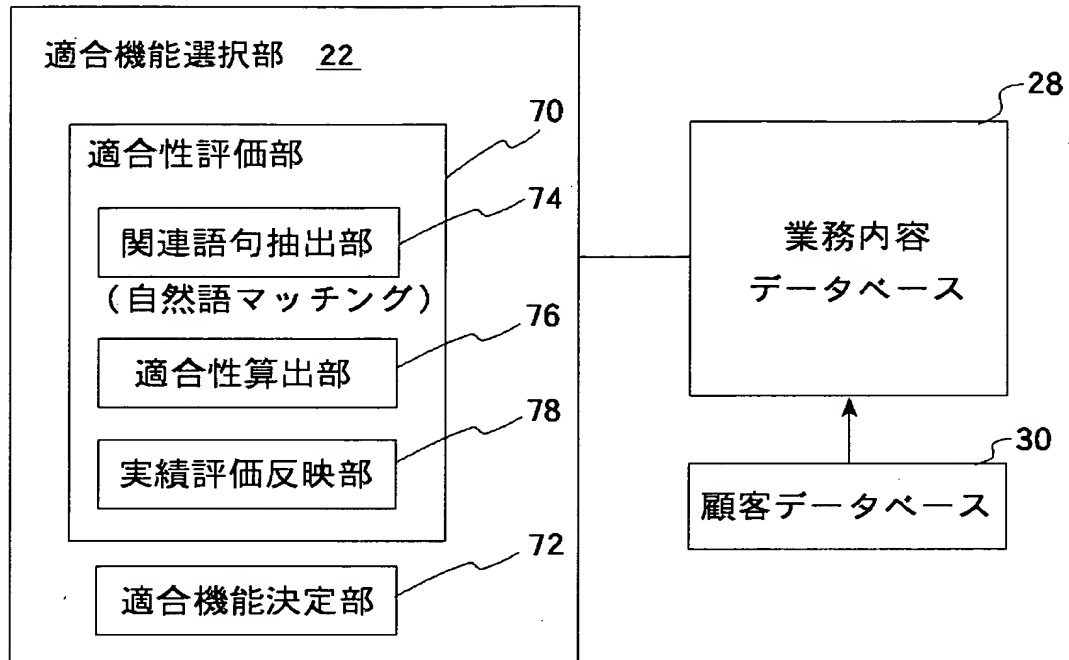 適合機能選択部 22
70
適合性評価部
74
関連語句抽出部
(自然語マッチング)
76
適合性算出部
78
実績評価反映部
72
適合機能決定部
28
業務内容
データベース
30
顧客データベース